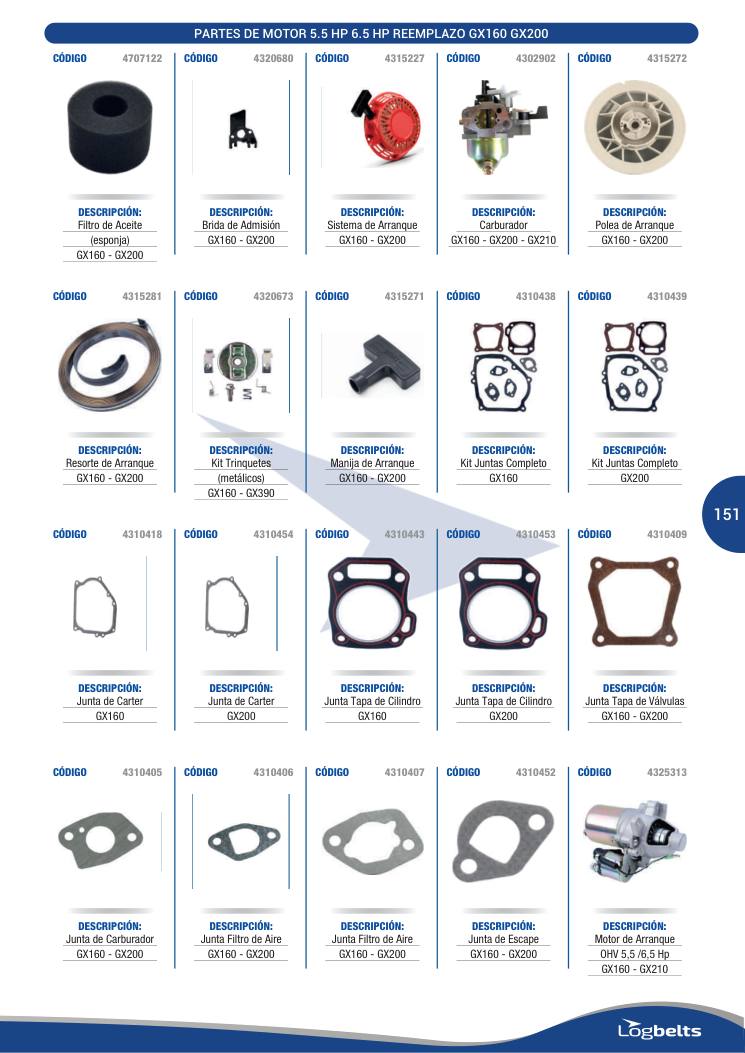 PARTES DE MOTOR 5.5 HP 6.5 HP REEMPLAZO GX160 GX200
CÓDIGO 4707122
DESCRIPCIÓN:
Filtro de Aceite
(esponja)
GX160 - GX200
CÓDIGO 4320680
DESCRIPCIÓN:
Brida de Admisión
GX160 - GX200
CÓDIGO 4315227
DESCRIPCIÓN:
Sistema de Arranque
GX160 - GX200
CÓDIGO 4302902
DESCRIPCIÓN:
Carburador
GX160 - GX200 - GX210
CÓDIGO 4315272
DESCRIPCIÓN:
Polea de Arranque
GX160 - GX200
CÓDIGO 4315281
DESCRIPCIÓN:
Resorte de Arranque
GX160 - GX200
CÓDIGO 4320673
DESCRIPCIÓN:
Kit Trinquetes
(metálicos)
GX160 - GX390
CÓDIGO 4315271
DESCRIPCIÓN:
Manija de Arranque
GX160 - GX200
CÓDIGO 4310438
DESCRIPCIÓN:
Kit Juntas Completo
GX160
CÓDIGO 4310439
DESCRIPCIÓN:
Kit Juntas Completo
GX200
151
CÓDIGO 4310418
DESCRIPCIÓN:
Junta de Carter
GX160
CÓDIGO 4310454
DESCRIPCIÓN:
Junta de Carter
GX200
CÓDIGO 4310443
DESCRIPCIÓN:
Junta Tapa de Cilindro
GX160
CÓDIGO 4310453
DESCRIPCIÓN:
Junta Tapa de Cilindro
GX200
CÓDIGO 4310409
DESCRIPCIÓN:
Junta Tapa de Válvulas
GX160 - GX200
CÓDIGO 4310405
DESCRIPCIÓN:
Junta de Carburador
GX160 - GX200
CÓDIGO 4310406
DESCRIPCIÓN:
Junta Filtro de Aire
GX160 - GX200
CÓDIGO 4310407
DESCRIPCIÓN:
Junta Filtro de Aire
GX160 - GX200
CÓDIGO 4310452
DESCRIPCIÓN:
Junta de Escape
GX160 - GX200
CÓDIGO 4325313
DESCRIPCIÓN:
Motor de Arranque
OHV 5,5 /6,5 Hp
GX160 - GX210
Logbelts